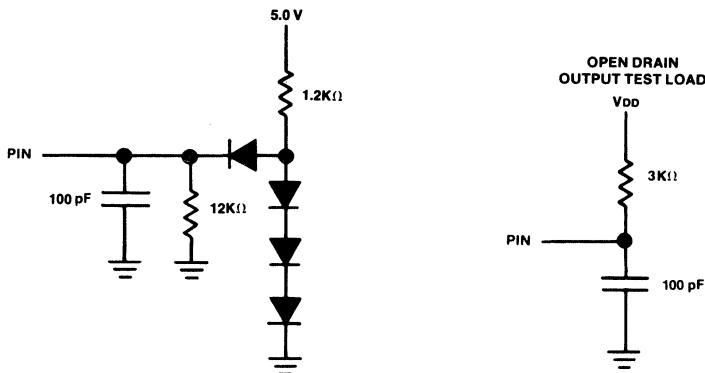 5.0 V
1.2KΩ
PIN
100 pF
12KΩ
OPEN DRAIN
OUTPUT TEST LOAD
VDD
3KΩ
PIN
100 pF